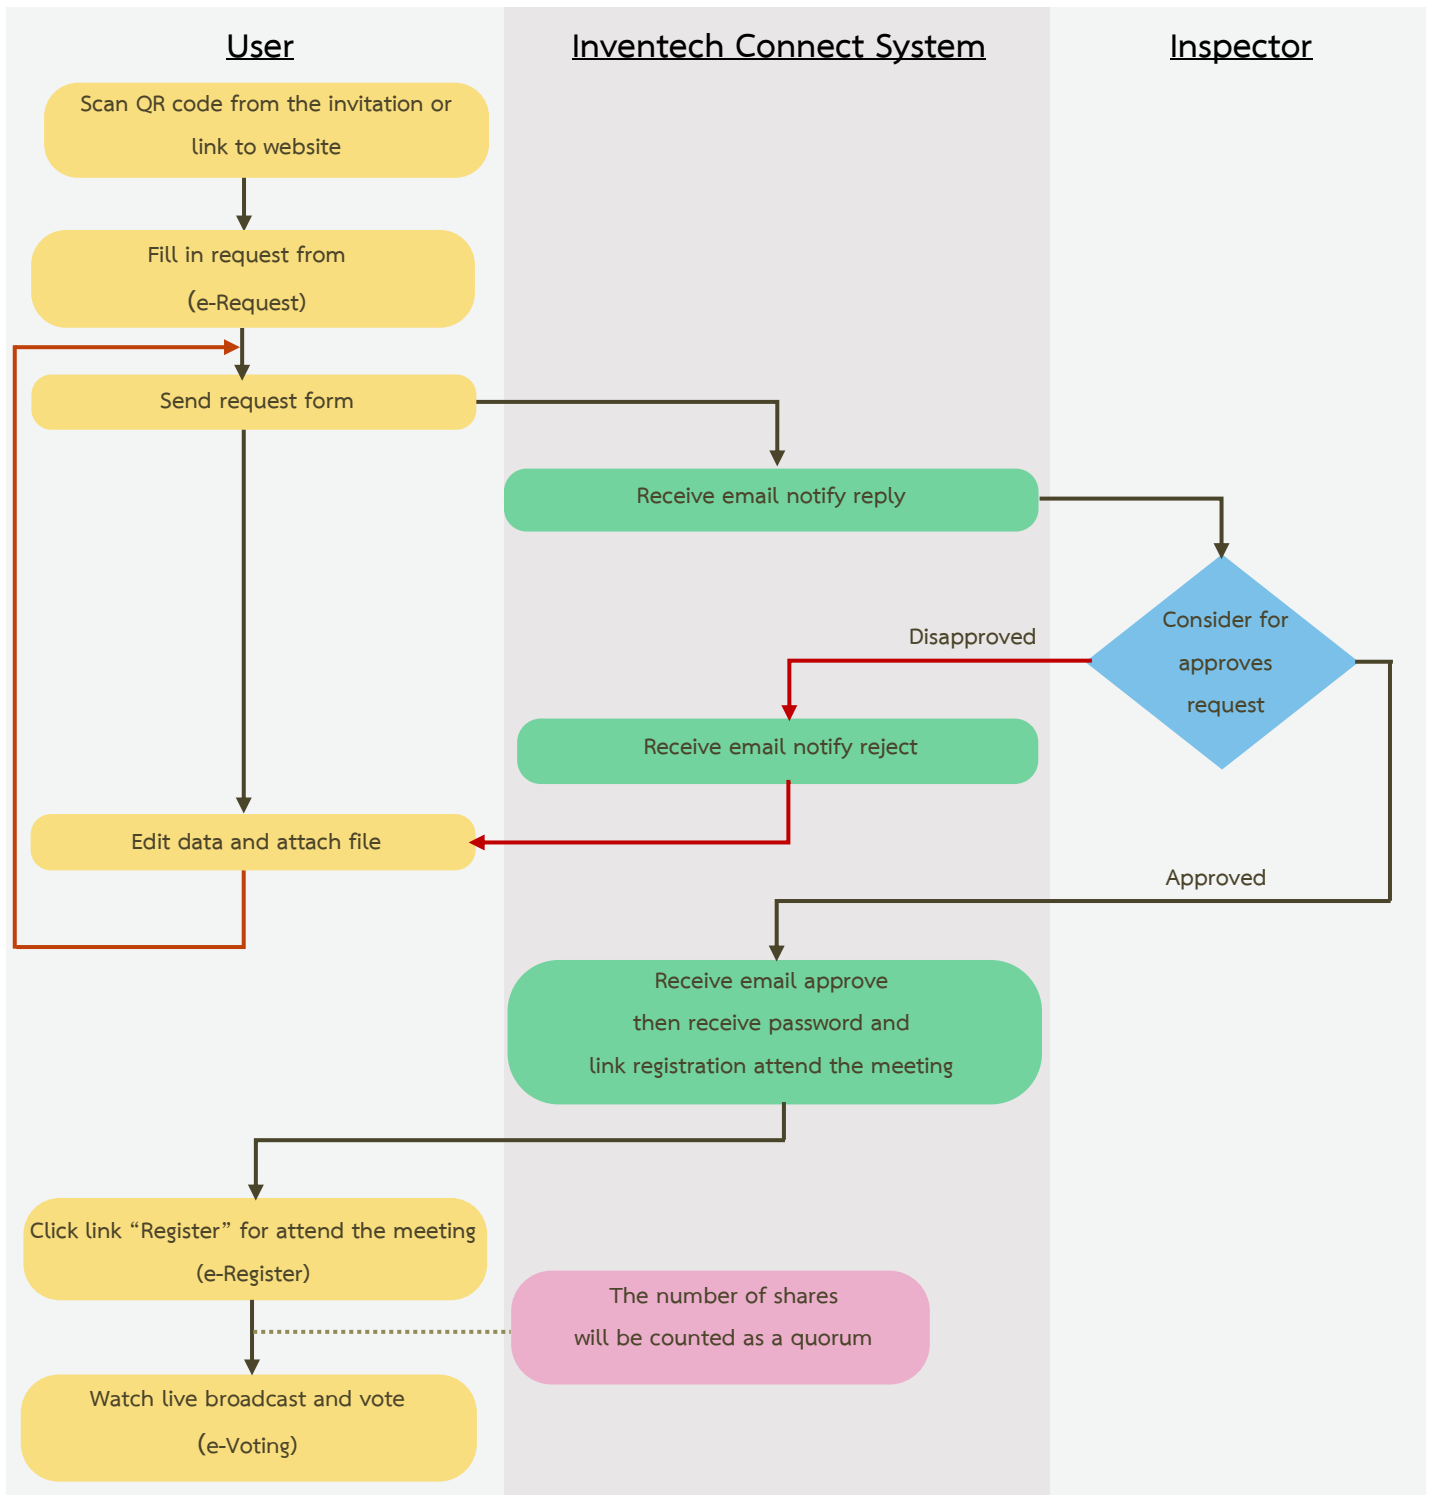 User
Inventech Connect System
Inspector
Scan QR code from the invitation or
link to website
Fill in request from
(e-Request)
Send request form
Receive email notify reply
Consider for
approves
request
Disapproved
Receive email notify reject
Edit data and attach file
Approved
Receive email approve
then receive password and
link registration attend the meeting
Click link “Register” for attend the meeting
(e-Register)
The number of shares
will be counted as a quorum
Watch live broadcast and vote
(e-Voting)